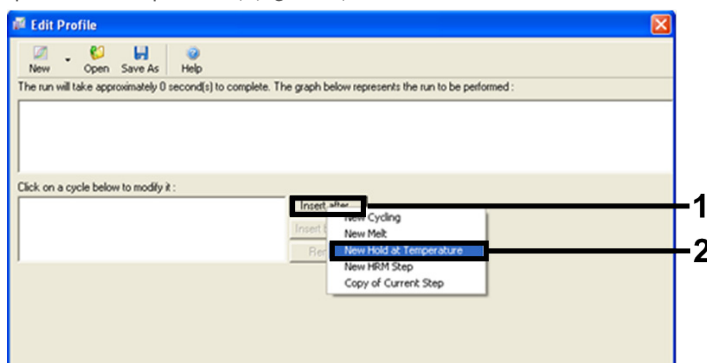 Edit Profile
New Open Save As Help
The run will take approximately 0 second(s) to complete. The graph below represents the run to be performed :
Click on a cycle below to modify it :
Insert after...
1
New Cycling
Insert
New Melt
New Hold at Temperature
2
New HRM Step
Copy of Current Step